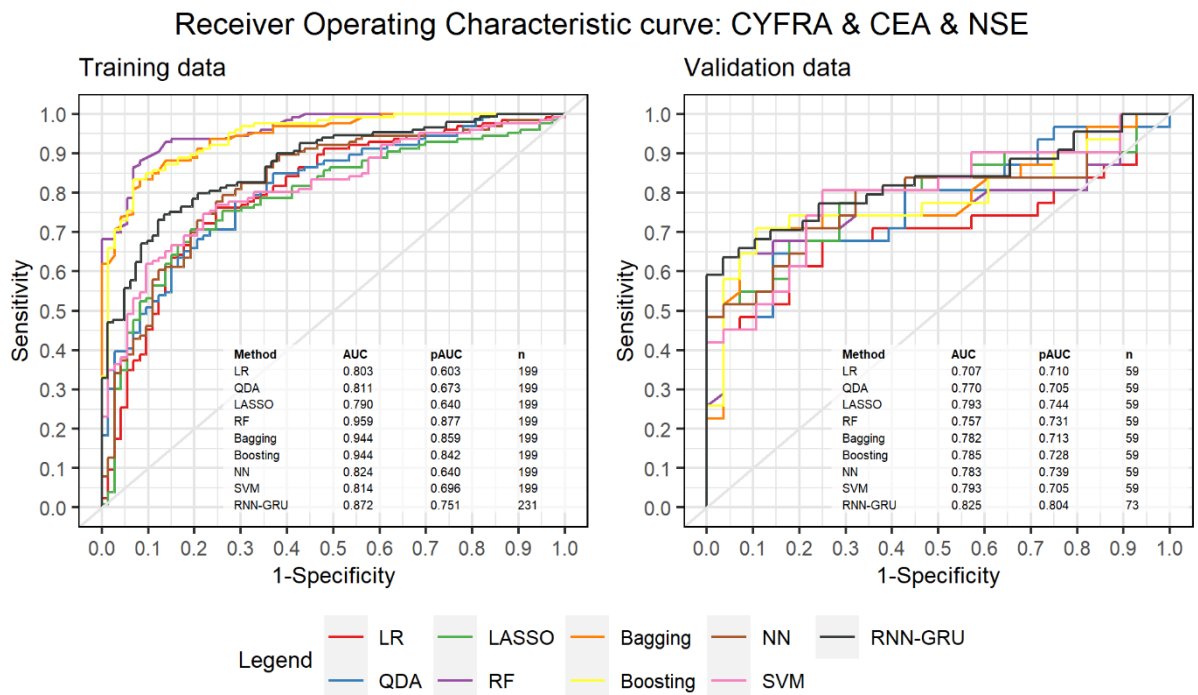 Receiver Operating Characteristic curve: CYFRA & CEA & NSE
Training data
1.0
0.9
0.8
0.7
0.6
0.5
0.4
0.3
0.2
0.1
0.0
Sensitivity
Method AUC pAUC n
LR 0.803 0.603 199
QDA 0.811 0.673 199
LASSO 0.790 0.640 199
RF 0.959 0.877 199
Bagging 0.944 0.859 199
Boosting 0.944 0.842 199
NN 0.824 0.640 199
SVM 0.814 0.696 199
RNN-GRU 0.872 0.751 231
0.0 0.1 0.2 0.3 0.4 0.5 0.6 0.7 0.8 0.9 1.0
1-Specificity
Validation data
1.0
0.9
0.8
0.7
0.6
0.5
0.4
0.3
0.2
0.1
0.0
Sensitivity
Method AUC pAUC n
LR 0.707 0.710 59
QDA 0.770 0.705 59
LASSO 0.793 0.744 59
RF 0.757 0.731 59
Bagging 0.782 0.713 59
Boosting 0.785 0.728 59
NN 0.783 0.739 59
SVM 0.793 0.705 59
RNN-GRU 0.825 0.804 73
0.0 0.1 0.2 0.3 0.4 0.5 0.6 0.7 0.8 0.9 1.0
1-Specificity
Legend
LR LASSO Bagging NN RNN-GRU
QDA RF Boosting SVM